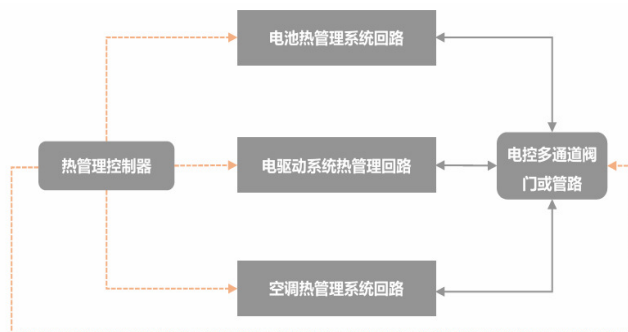 电池热管理系统回路
热管理控制器
电驱动系统热管理回路
电控多通道阀
门或管路
空调热管理系统回路